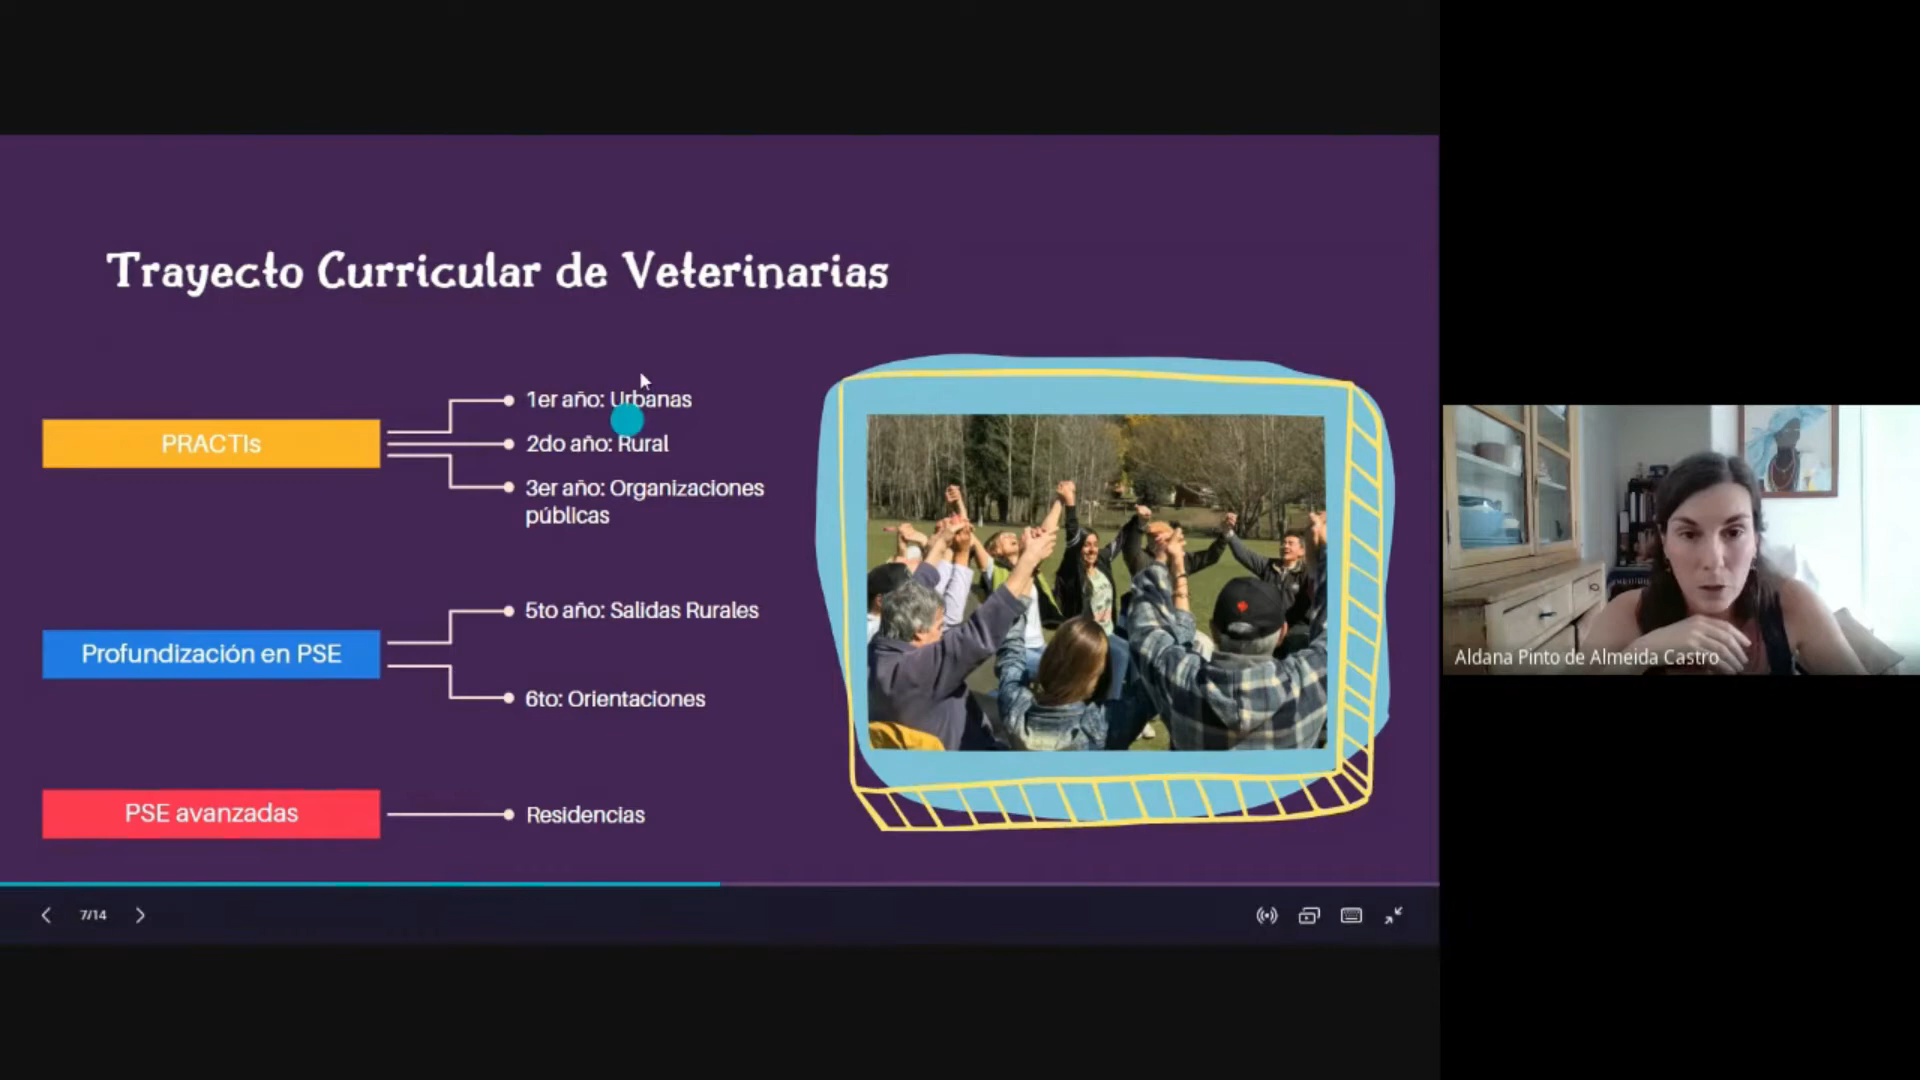 Trayecto Curricular de Veterinarias
PRACTIs
1er año: Urbanas
2do año: Rural
3er año: Organizaciones
públicas
Profundización en PSE
5to año: Salidas Rurales
6to: Orientaciones
PSE avanzadas
Residencias
7/14
Aldana Pinto de Almeida Castro